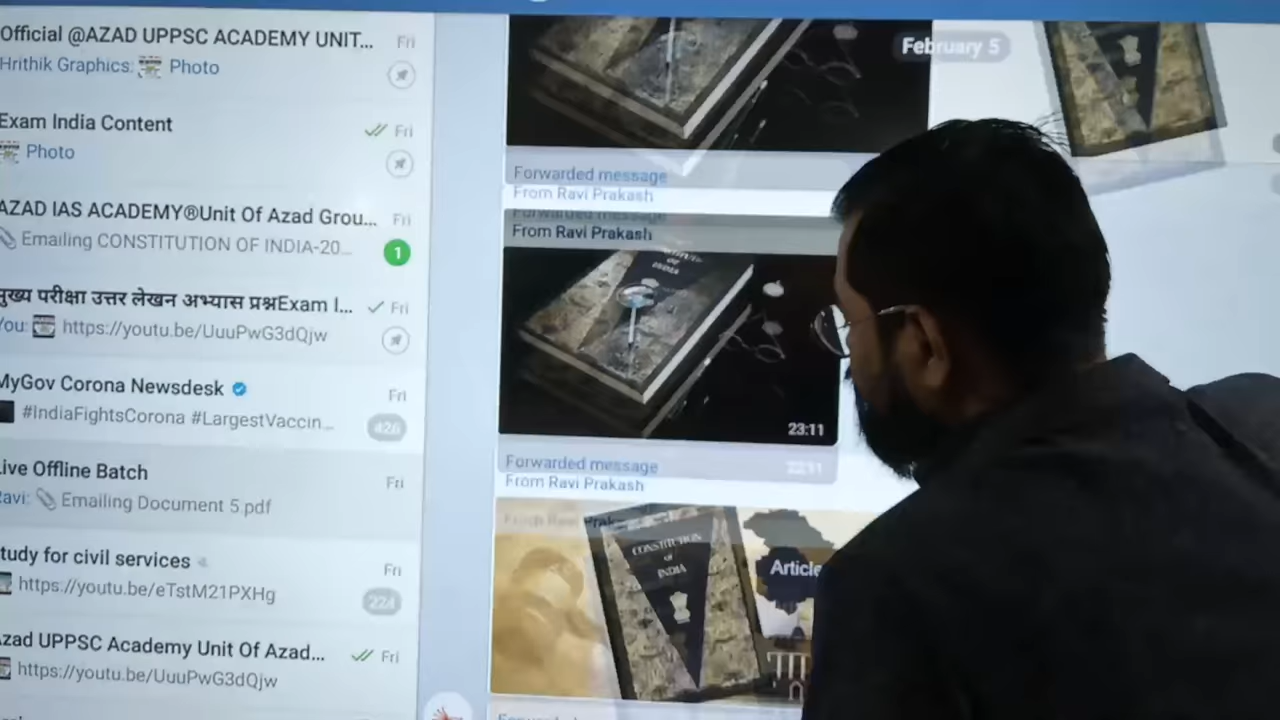 Official @AZAD UPPSC ACADEMY UNIT... Fri
Hrithik Graphics: Photo
Exam India Content Fri
Photo
AZAD IAS ACADEMY®Unit Of Azad Grou... Fri
Emailing CONSTITUTION OF INDIA-20... 1
मुख्य परीक्षा उत्तर लेखन अभ्यास प्रश्नExam I... Fri
You: https://youtu.be/UuuPwG3dQjw
MyGov Corona Newsdesk Fri
#IndiaFightsCorona #LargestVaccin... 426
Live Offline Batch Fri
Ravi: Emailing Document 5.pdf
tudy for civil services Fri
https://youtu.be/eTstM21PXHg 224
Azad UPPSC Academy Unit Of Azad... Fri
https://youtu.be/UuuPwG3dQjw
February 5
Forwarded message
From Ravi Prakash
Forwarded message
From Ravi Prakash
OF
INDIA
23:11
Forwarded message
From Ravi Prakash
CONSTITUTION
OF
INDIA
Article